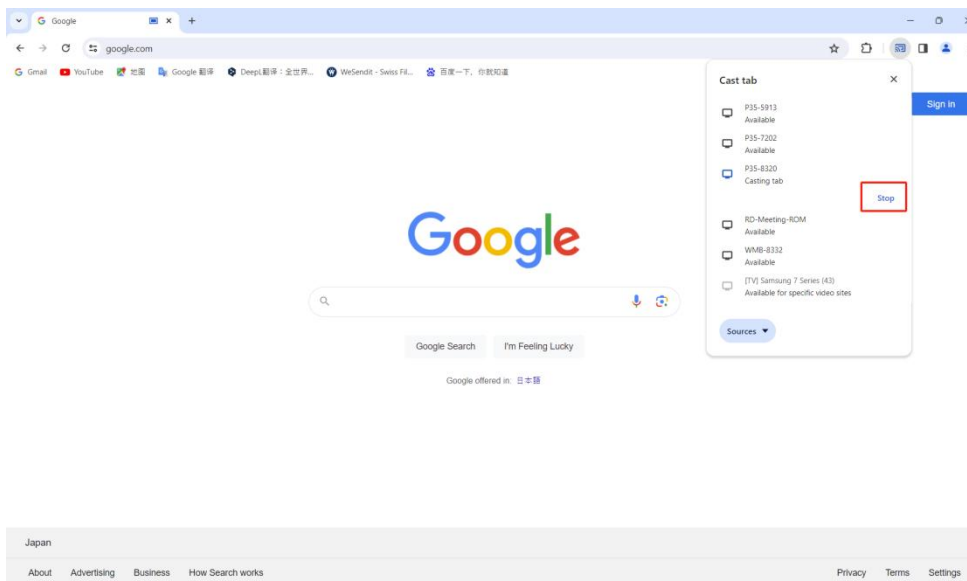 Google
google.com
Gmail YouTube 地圖 Google 翻译 DeepL翻译：全世界... WeSendit - Swiss Fil... 百度一下，你就知道
Cast tab
P35-5913
Available
P35-7202
Available
P35-8320
Casting tab
Stop
RD-Meeting-ROM
Available
WMB-8332
Available
[TV] Samsung 7 Series (43)
Available for specific video sites
Sources
Sign in
Google
Google Search I'm Feeling Lucky
Google offered in: 日本語
Japan
About Advertising Business How Search works Privacy Terms Settings